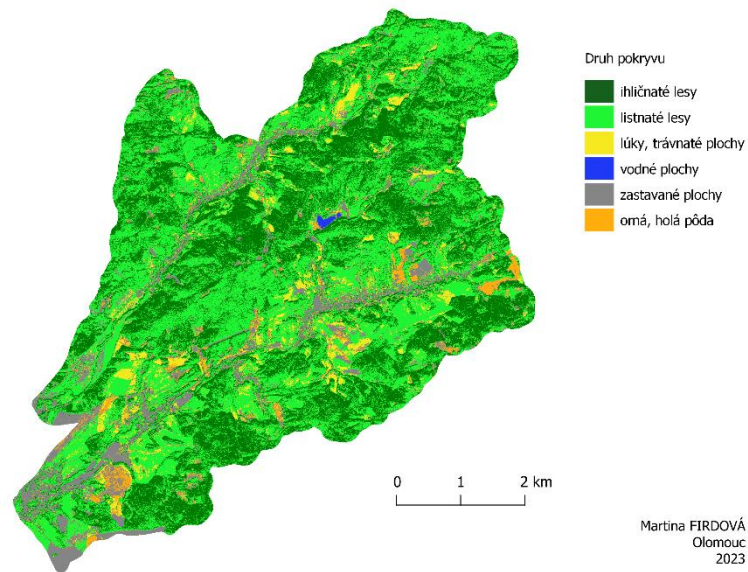 Druh pokryvu
ihličnaté lesy
listnaté lesy
lúky, trávnaté plochy
vodné plochy
zastavané plochy
orná, holá pôda
0 1 2 km
Martina FIRDOVÁ
Olomouc
2023